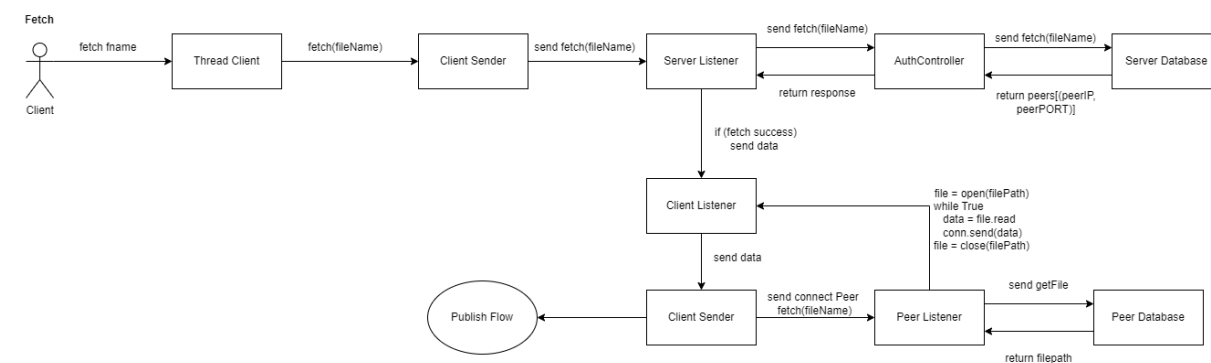 Fetch
fetch fname
Client
Thread Client
fetch(fileName)
Client Sender
send fetch(fileName)
Server Listener
send fetch(fileName)
return response
AuthController
send fetch(fileName)
return peers[(peerIP,
peerPORT)]
Server Database
if (fetch success)
send data
Client Listener
file = open(filePath)
while True
data = file.read
conn.send(data)
file = close(filePath)
send data
Publish Flow
Client Sender
send connect Peer
fetch(fileName)
Peer Listener
send getFile
return filepath
Peer Database